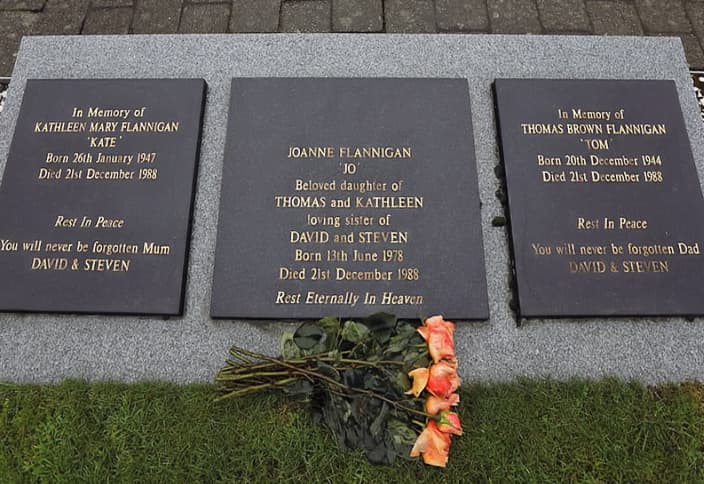 In Memory of
KATHLEEN MARY FLANNIGAN
'KATE'
Born 26th January 1947
Died 21st December 1988
Rest In Peace
You will never be forgotten Mum
DAVID & STEVEN
JOANNE FLANNIGAN
'JO'
Beloved daughter of
THOMAS and KATHLEEN
loving sister of
DAVID and STEVEN
Born 13th June 1978
Died 21st December 1988
Rest Eternally In Heaven
In Memory of
THOMAS BROWN FLANNIGAN
'TOM'
Born 20th December 1944
Died 21st December 1988
Rest In Peace
You will never be forgotten Dad
DAVID & STEVEN